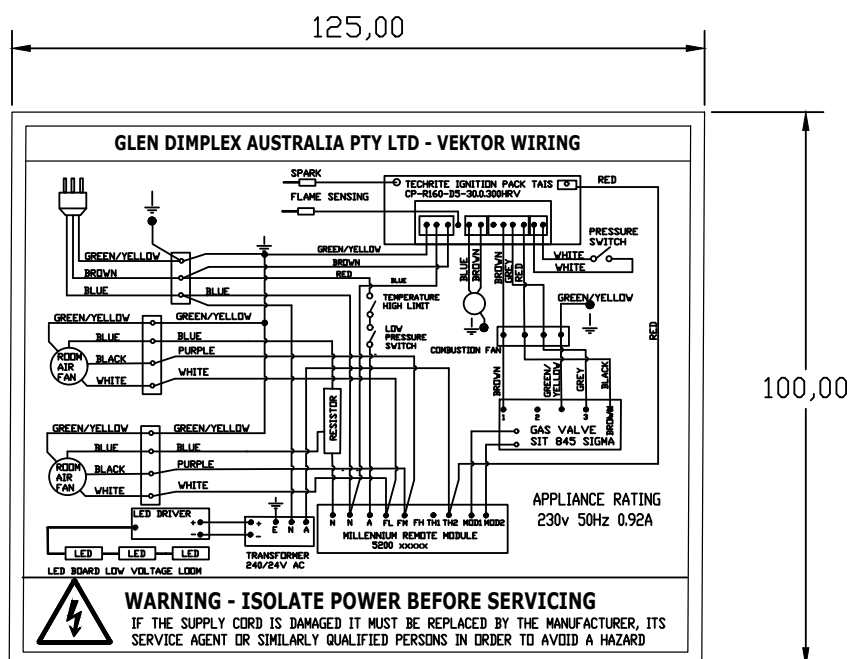 125,00
GLEN DIMPLEX AUSTRALIA PTY LTD - VEKTOR WIRING
SPARK
FLAME SENSING
TECHRITE IGNITION PACK TAIS
CP-R160-D5-30.0.300HRV
RED
GREEN/YELLOW
BROWN
BLUE
GREEN/YELLOW
BROWN
RED
BLUE
BLUE
TEMPERATURE
HIGH LIMIT
LOW
PRESSURE
SWITCH
BLUE
BROWN
BROWN
GREY
RED
WHITE
WHITE
PRESSURE
SWITCH
GREEN/YELLOW
COMBUSTION FAN
RED
GREEN/YELLOW
BLUE
BLACK
WHITE
ROOM
AIR
FAN
GREEN/YELLOW
BLUE
PURPLE
WHITE
BROWN
GREEN/
YELLOW
GREY
BLACK
BROWN
1
2
3
GAS VALVE
SIT 845 SIGMA
100,00
GREEN/YELLOW
BLUE
BLACK
WHITE
ROOM
AIR
FAN
GREEN/YELLOW
BLUE
PURPLE
WHITE
RESISTOR
LED DRIVER
+
-
+
-
E
N
A
TRANSFORMER
240/24V AC
N
N
A
FL
FM
FH
TH1
TH2
MOD1
MOD2
MILLENNIUM REMOTE MODULE
5200 xxxxx
APPLIANCE RATING
230v 50Hz 0.92A
LED
LED
LED
LED BOARD LOW VOLTAGE LOOM
WARNING - ISOLATE POWER BEFORE SERVICING
IF THE SUPPLY CORD IS DAMAGED IT MUST BE REPLACED BY THE MANUFACTURER, ITS
SERVICE AGENT OR SIMILARLY QUALIFIED PERSONS IN ORDER TO AVOID A HAZARD